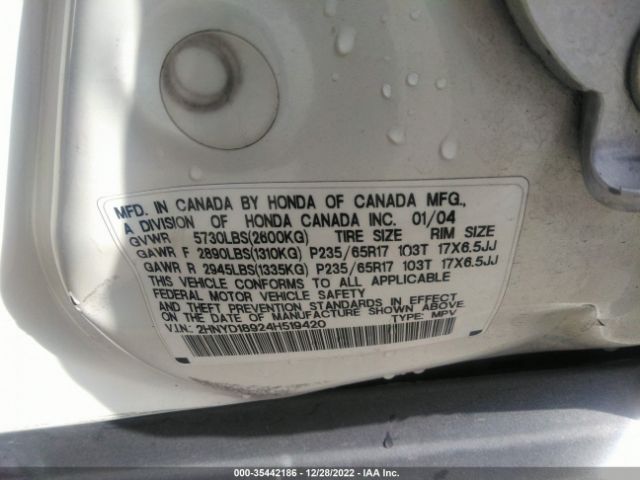 MFD. IN CANADA BY HONDA OF CANADA MFG.,
A DIVISION OF HONDA CANADA INC. 01/04
GVWR 5730LBS(2600KG) TIRE SIZE RIM SIZE
GAWR F 2890LBS(1310KG) P235/65R17 103T 17X6.5JJ
GAWR R 2945LBS(1335KG) P235/65R17 103T 17X6.5JJ
THIS VEHICLE CONFORMS TO ALL APPLICABLE
FEDERAL MOTOR VEHICLE SAFETY
AND THEFT PREVENTION STANDARDS IN EFFECT
ON THE DATE OF MANUFACTURE SHOWN ABOVE.
V.I.N.: 2HNYD18924H519420 TYPE: MPV
000-35442186 | 12/28/2022 | IAA Inc.